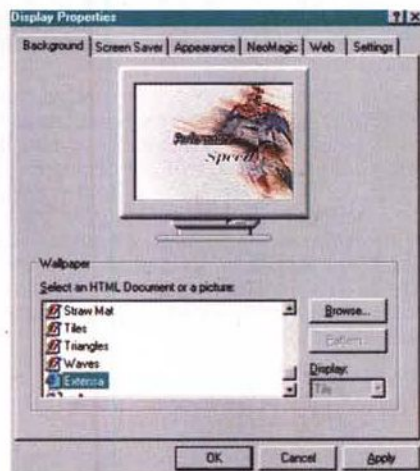 Display Properties
Background Screen Saver Appearance NeoMagic Web Settings
Speed
Wallpaper
Select an HTML Document or a picture:
Straw Mat
Tiles
Triangles
Waves
Extensa
Browse...
Pattern...
Display:
Tile
OK Cancel Apply